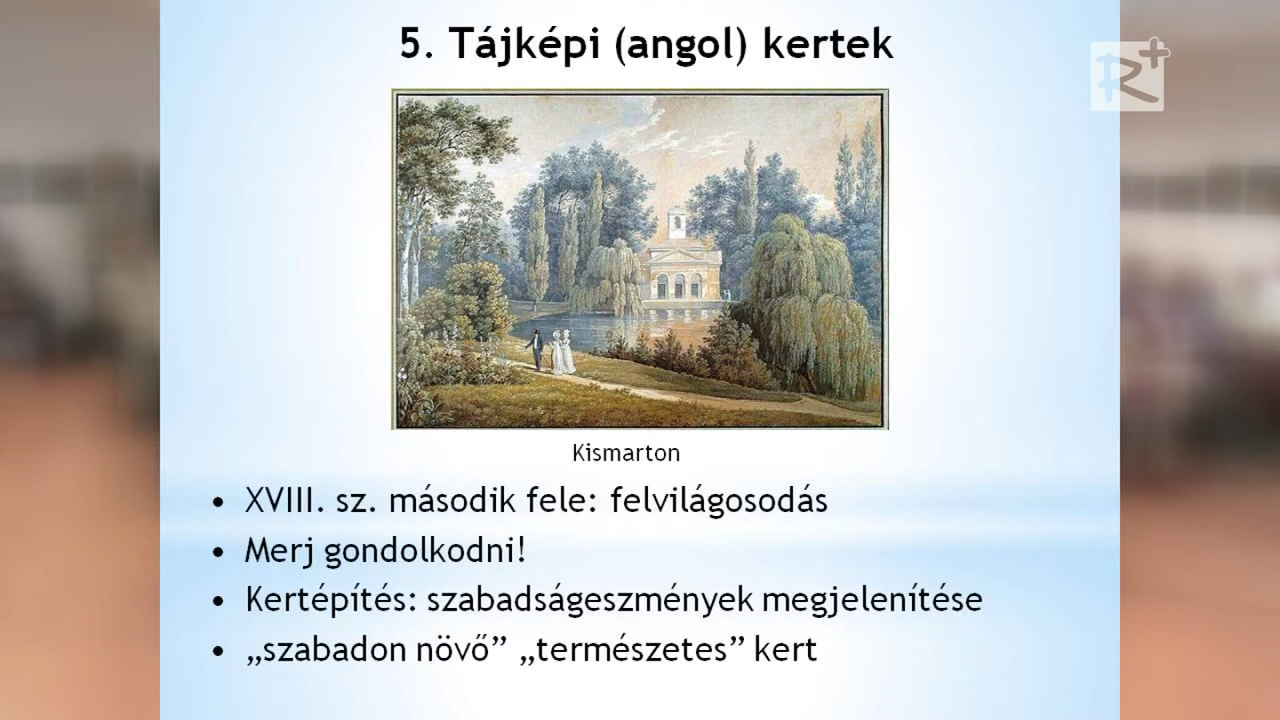 5. Tájképi (angol) kertek
R+
Kismarton
• XVIII. sz. második fele: felvilágosodás
• Merj gondolkodni!
• Kertépítés: szabadságeszmények megjelenítése
• „szabadon növő” „természetes” kert